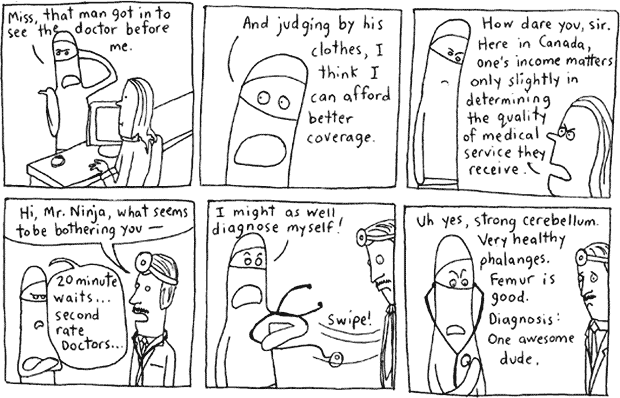 Miss, that man got in to
see the doctor before
me.
And judging by his
clothes, I
think I
can afford
better
coverage.
How dare you, sir.
Here in Canada,
one's income matters
only slightly in
determining
the quality
of medical
service they
receive.
Hi, Mr. Ninja, what seems
to be bothering you —
20 minute
waits...
second
rate
Doctors...
I might as well
diagnose myself!
Swipe!
Uh yes, strong cerebellum.
Very healthy
phalanges.
Femur is
good.
Diagnosis:
One awesome
dude.